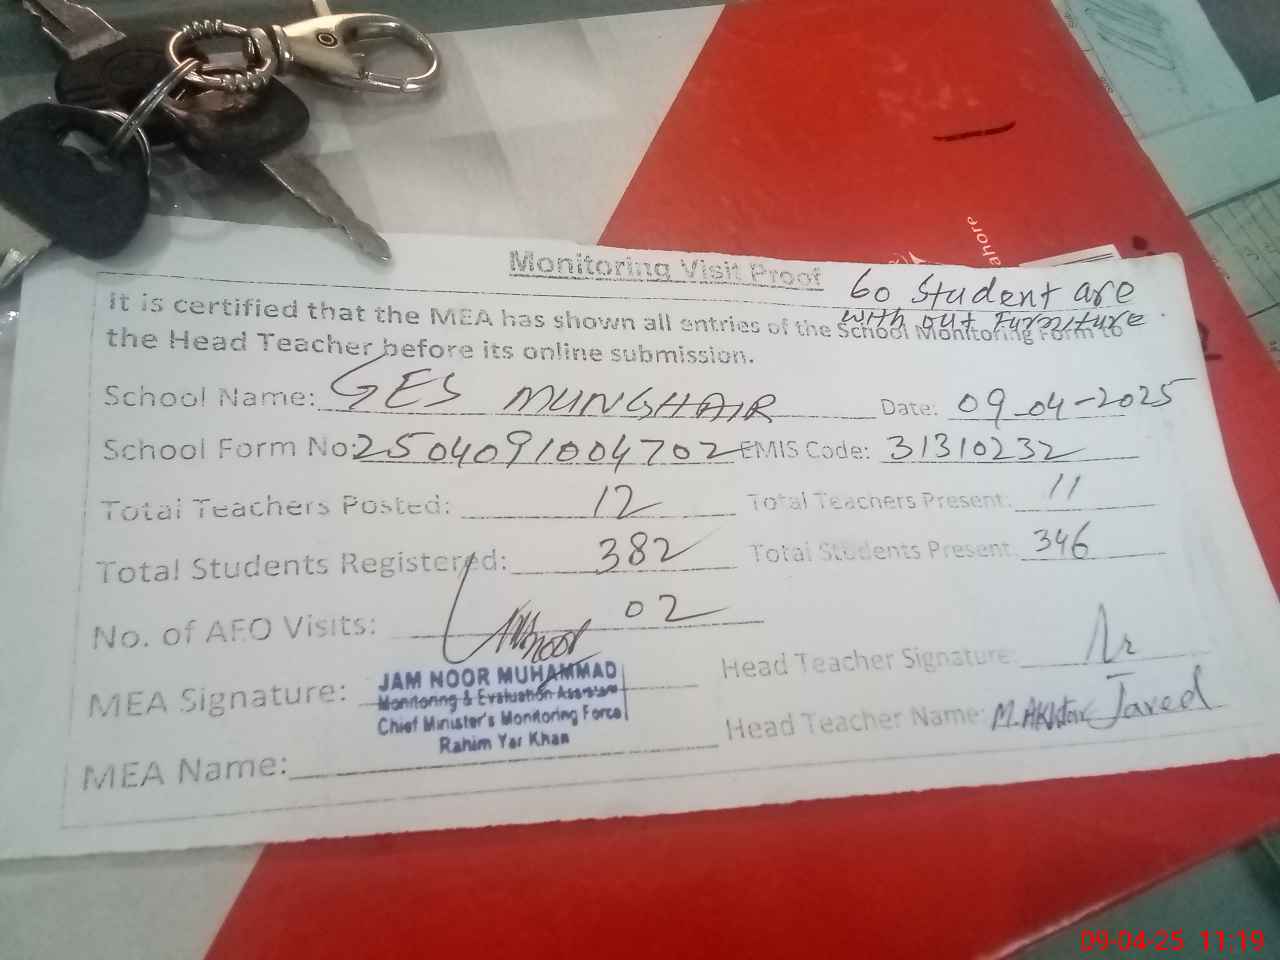 Monitoring Visit Proof
60 Student are
with out Furniture.
It is certified that the MEA has shown all entries of the School Monitoring Form to
the Head Teacher before its online submission.
School Name: GES MUNGHAIR Date: 09-04-2025
School Form No: 2504091004702 EMIS Code: 31310232
Total Teachers Posted: 12 Total Teachers Present: 11
Total Students Registered: 382 Total Students Present: 346
No. of AEO Visits: 02
MEA Signature: Head Teacher Signature:
JAM NOOR MUHAMMAD
Monitoring & Evaluation Assistant
Chief Minister's Monitoring Force
Rahim Yar Khan
Head Teacher Name: M. Akhtar Javed
MEA Name:
ahore
09-04-25 11:19